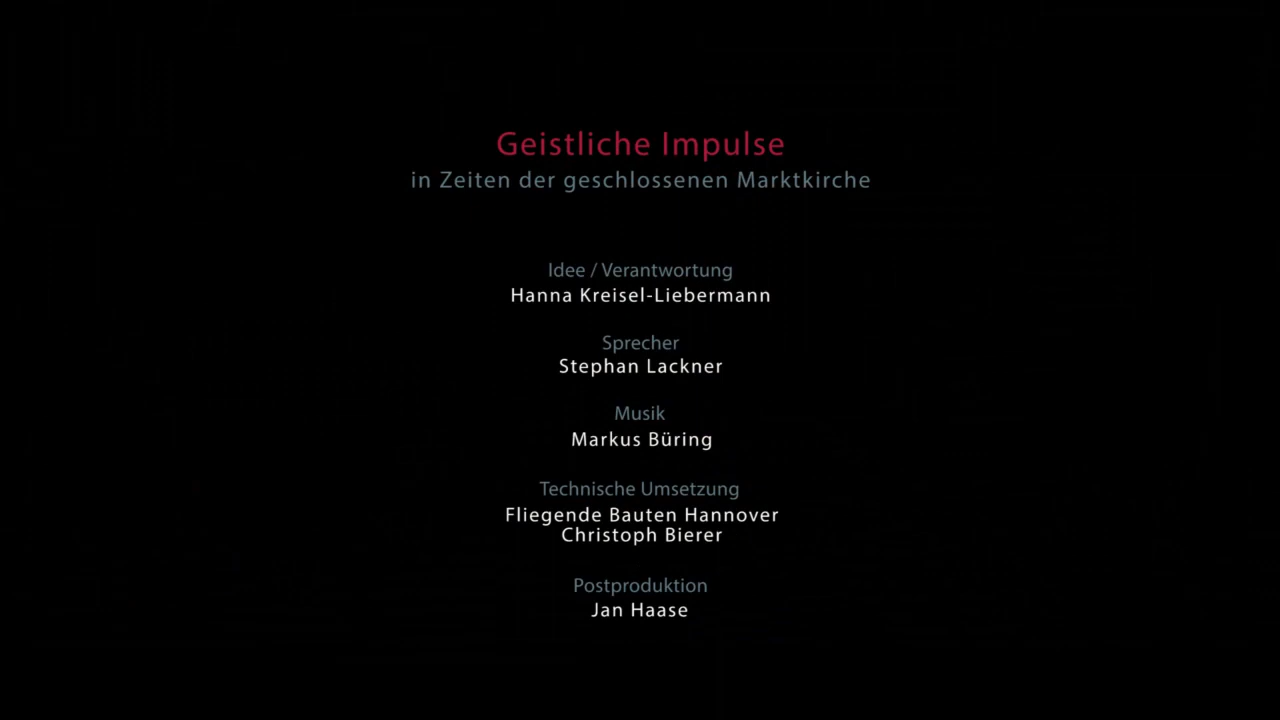 Geistliche Impulse
in Zeiten der geschlossenen Marktkirche
Idee / Verantwortung
Hanna Kreisel-Liebermann
Sprecher
Stephan Lackner
Musik
Markus Büring
Technische Umsetzung
Fliegende Bauten Hannover
Christoph Bierer
Postproduktion
Jan Haase